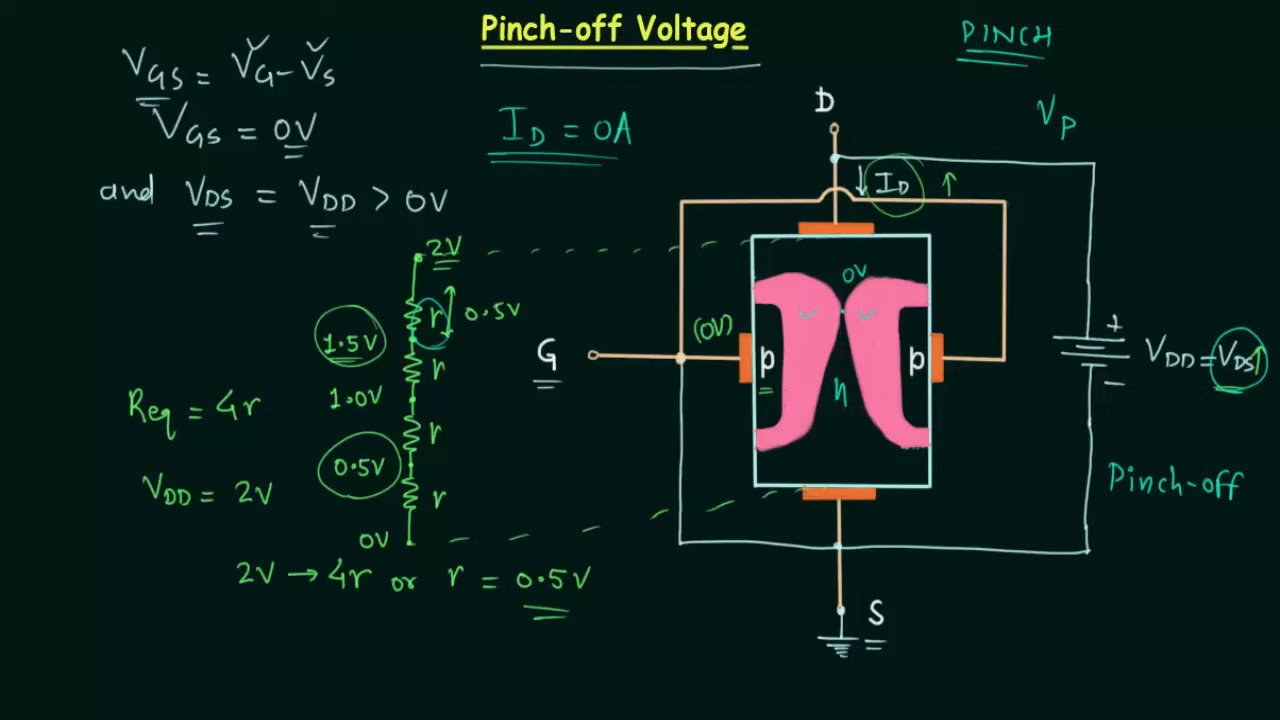 Pinch-off Voltage
PINCH
VGS = VG - VS
VGS = 0V
ID = 0A
and VDS = VDD > 0V
D
VP
↓ ID ↑
2V
r 0.5V
0V
1.5V
(0V)
G
r
p
p
+
VDD = VDS↑
-
1.0V
n
Req = 4r
r
0.5V
VDD = 2V
r
Pinch-off
0V
2V → 4r or r = 0.5V
S